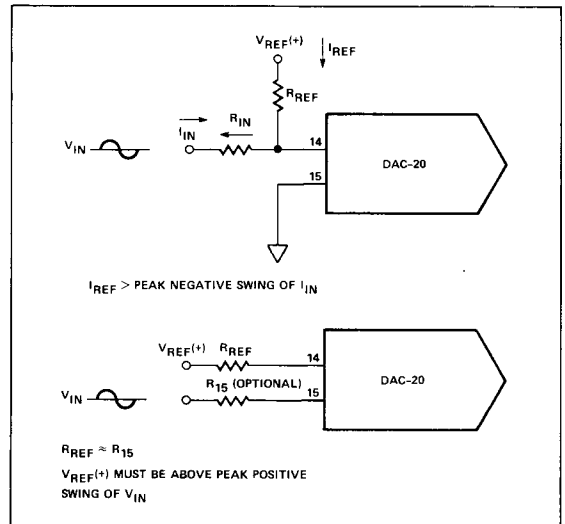 VREF(+)
IREF
RREF
RIN
IIN
VIN
14
DAC-20
15
IREF > PEAK NEGATIVE SWING OF IIN
VREF(+)
RREF
14
DAC-20
VIN
R15 (OPTIONAL)
15
RREF ≈ R15
VREF(+) MUST BE ABOVE PEAK POSITIVE
SWING OF VIN